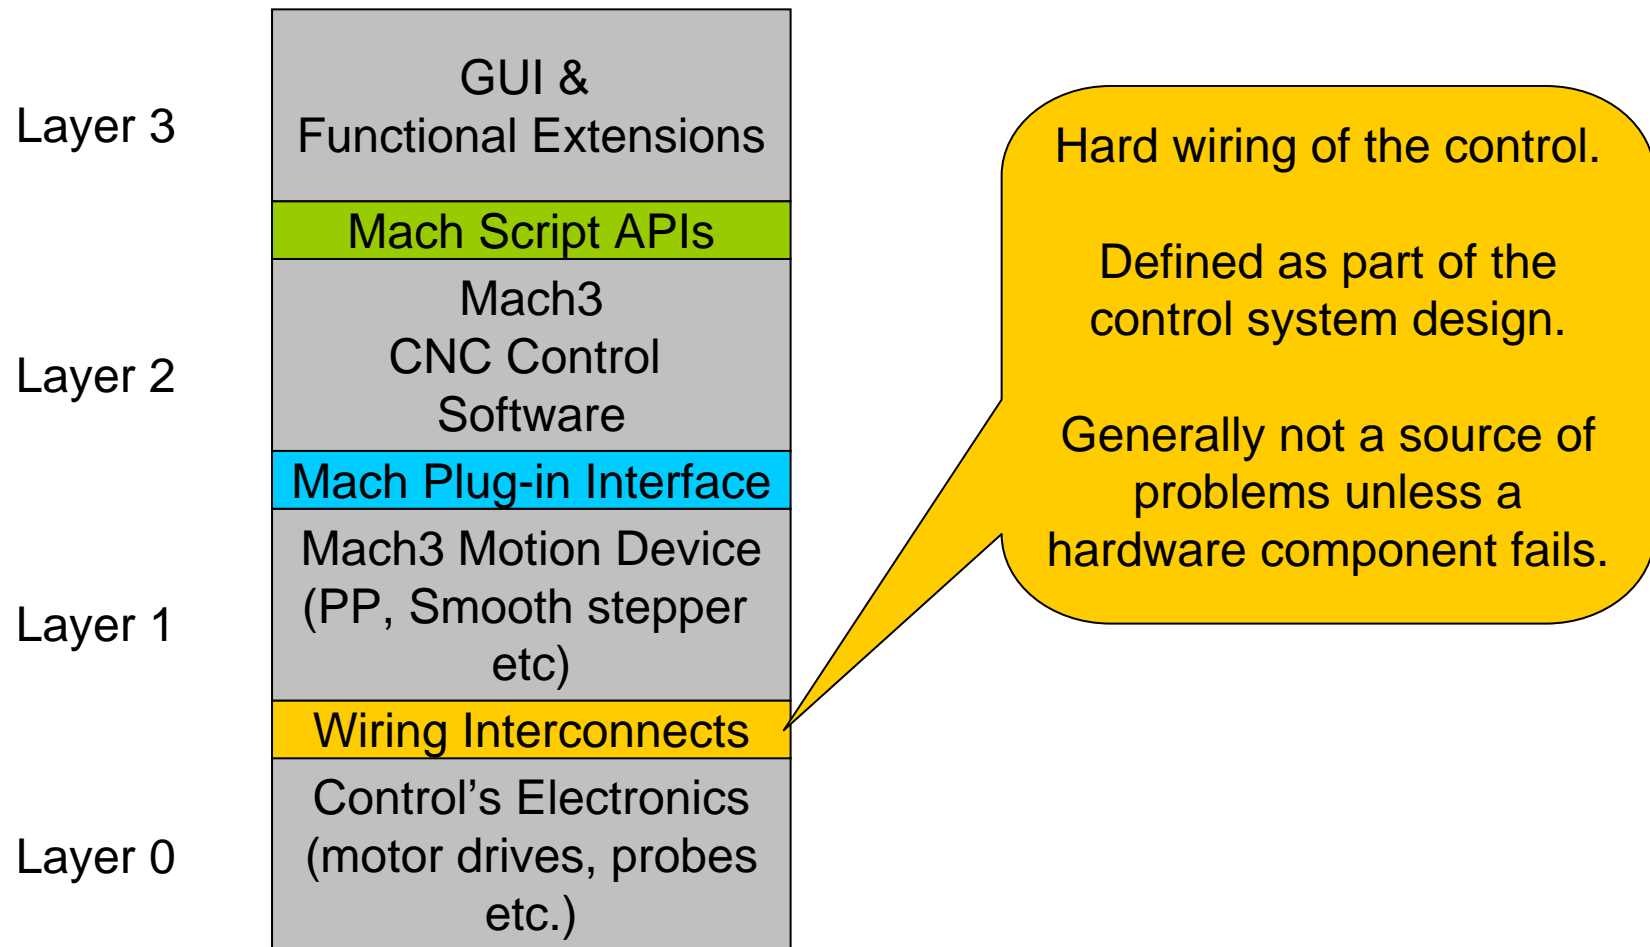 Layer 3
GUI &
Functional Extensions
Mach Script APIs
Layer 2
Mach3
CNC Control
Software
Mach Plug-in Interface
Layer 1
Mach3 Motion Device
(PP, Smooth stepper
etc)
Wiring Interconnects
Layer 0
Control’s Electronics
(motor drives, probes
etc.)
Hard wiring of the control.
Defined as part of the
control system design.
Generally not a source of
problems unless a
hardware component fails.